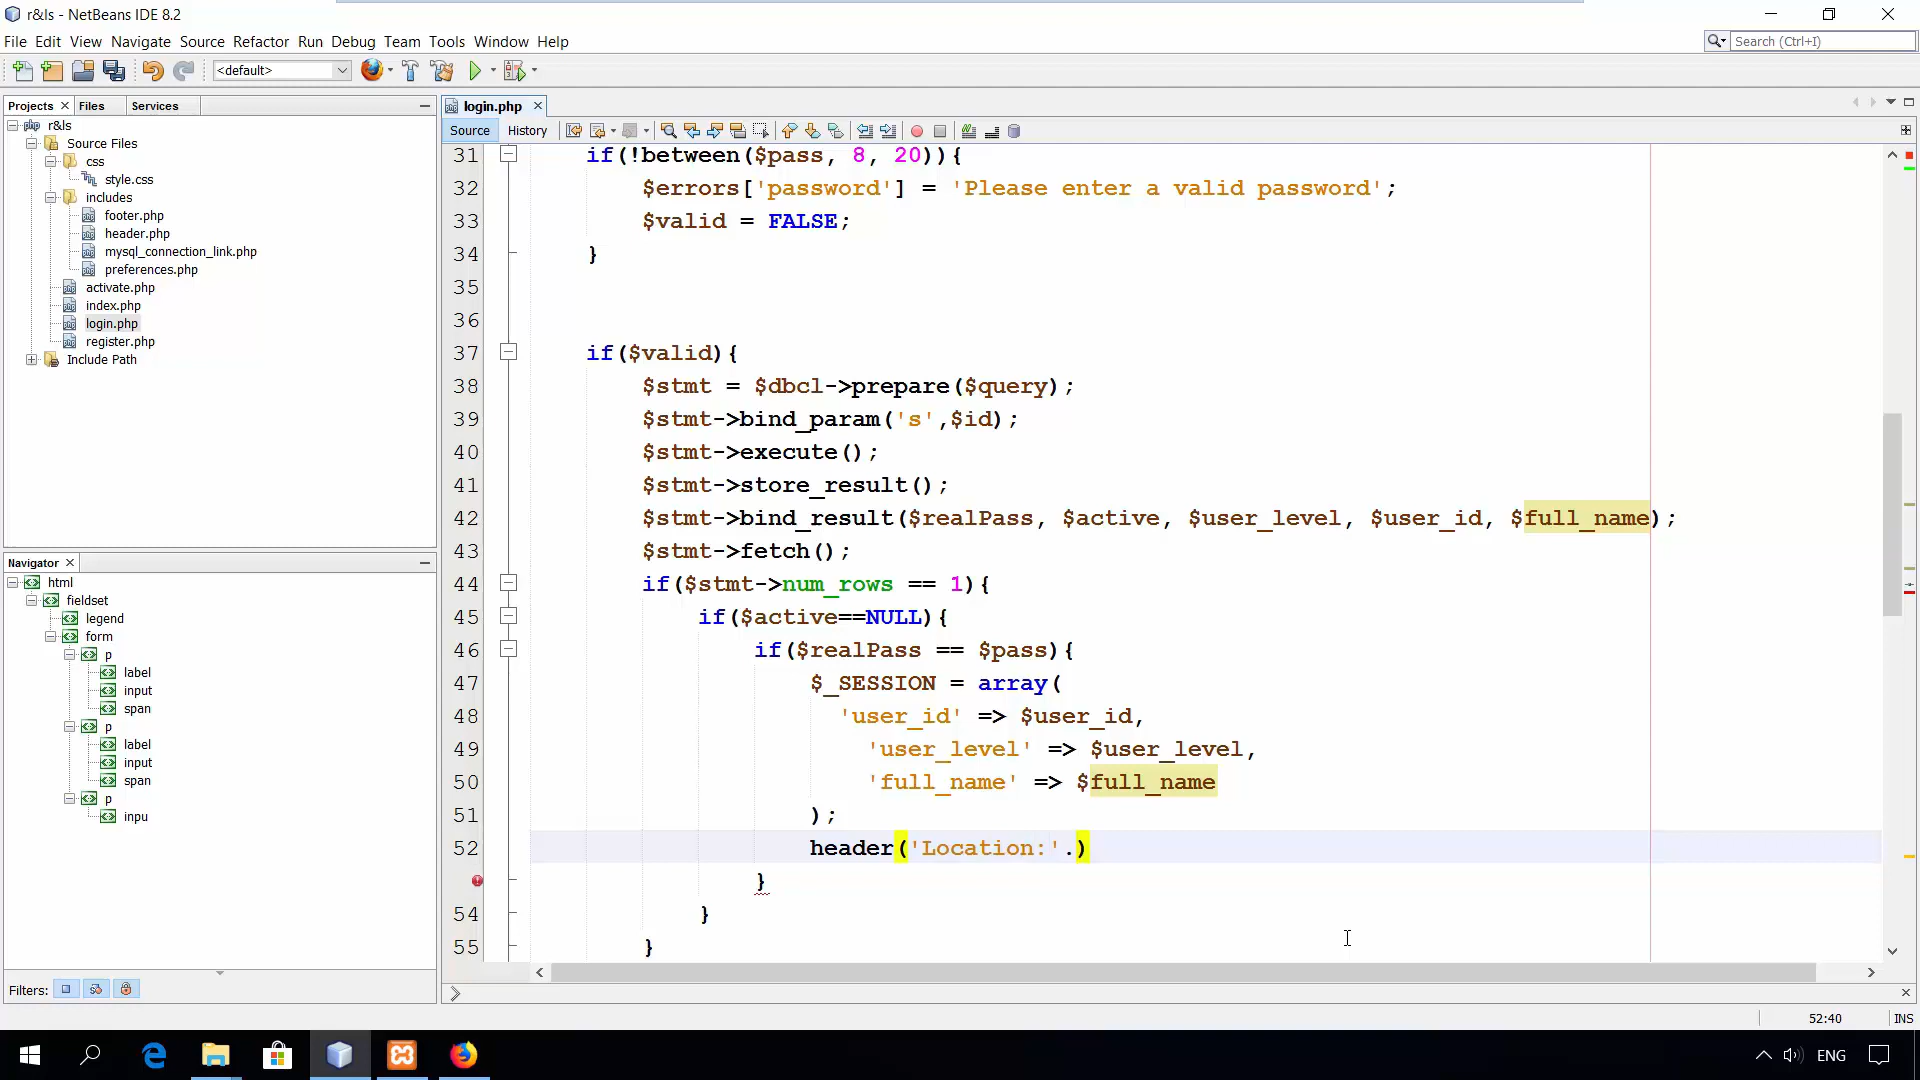 r&ls - NetBeans IDE 8.2
File Edit View Navigate Source Refactor Run Debug Team Tools Window Help
Search (Ctrl+I)
<default>
Projects Files Services
r&ls
Source Files
css
style.css
includes
footer.php
header.php
mysql_connection_link.php
preferences.php
activate.php
index.php
login.php
register.php
Include Path
Navigator
html
fieldset
legend
form
p
label
input
span
p
label
input
span
p
inpu
Filters:
login.php
Source History
31 if(!between($pass, 8, 20)){
32 $errors['password'] = 'Please enter a valid password';
33 $valid = FALSE;
34 }
35
36
37 if($valid){
38 $stmt = $dbcl->prepare($query);
39 $stmt->bind_param('s',$id);
40 $stmt->execute();
41 $stmt->store_result();
42 $stmt->bind_result($realPass, $active, $user_level, $user_id, $full_name);
43 $stmt->fetch();
44 if($stmt->num_rows == 1){
45 if($active==NULL){
46 if($realPass == $pass){
47 $_SESSION = array(
48 'user_id' => $user_id,
49 'user_level' => $user_level,
50 'full_name' => $full_name
51 );
52 header('Location:'.)
}
54 }
55 }
52:40 INS
ENG